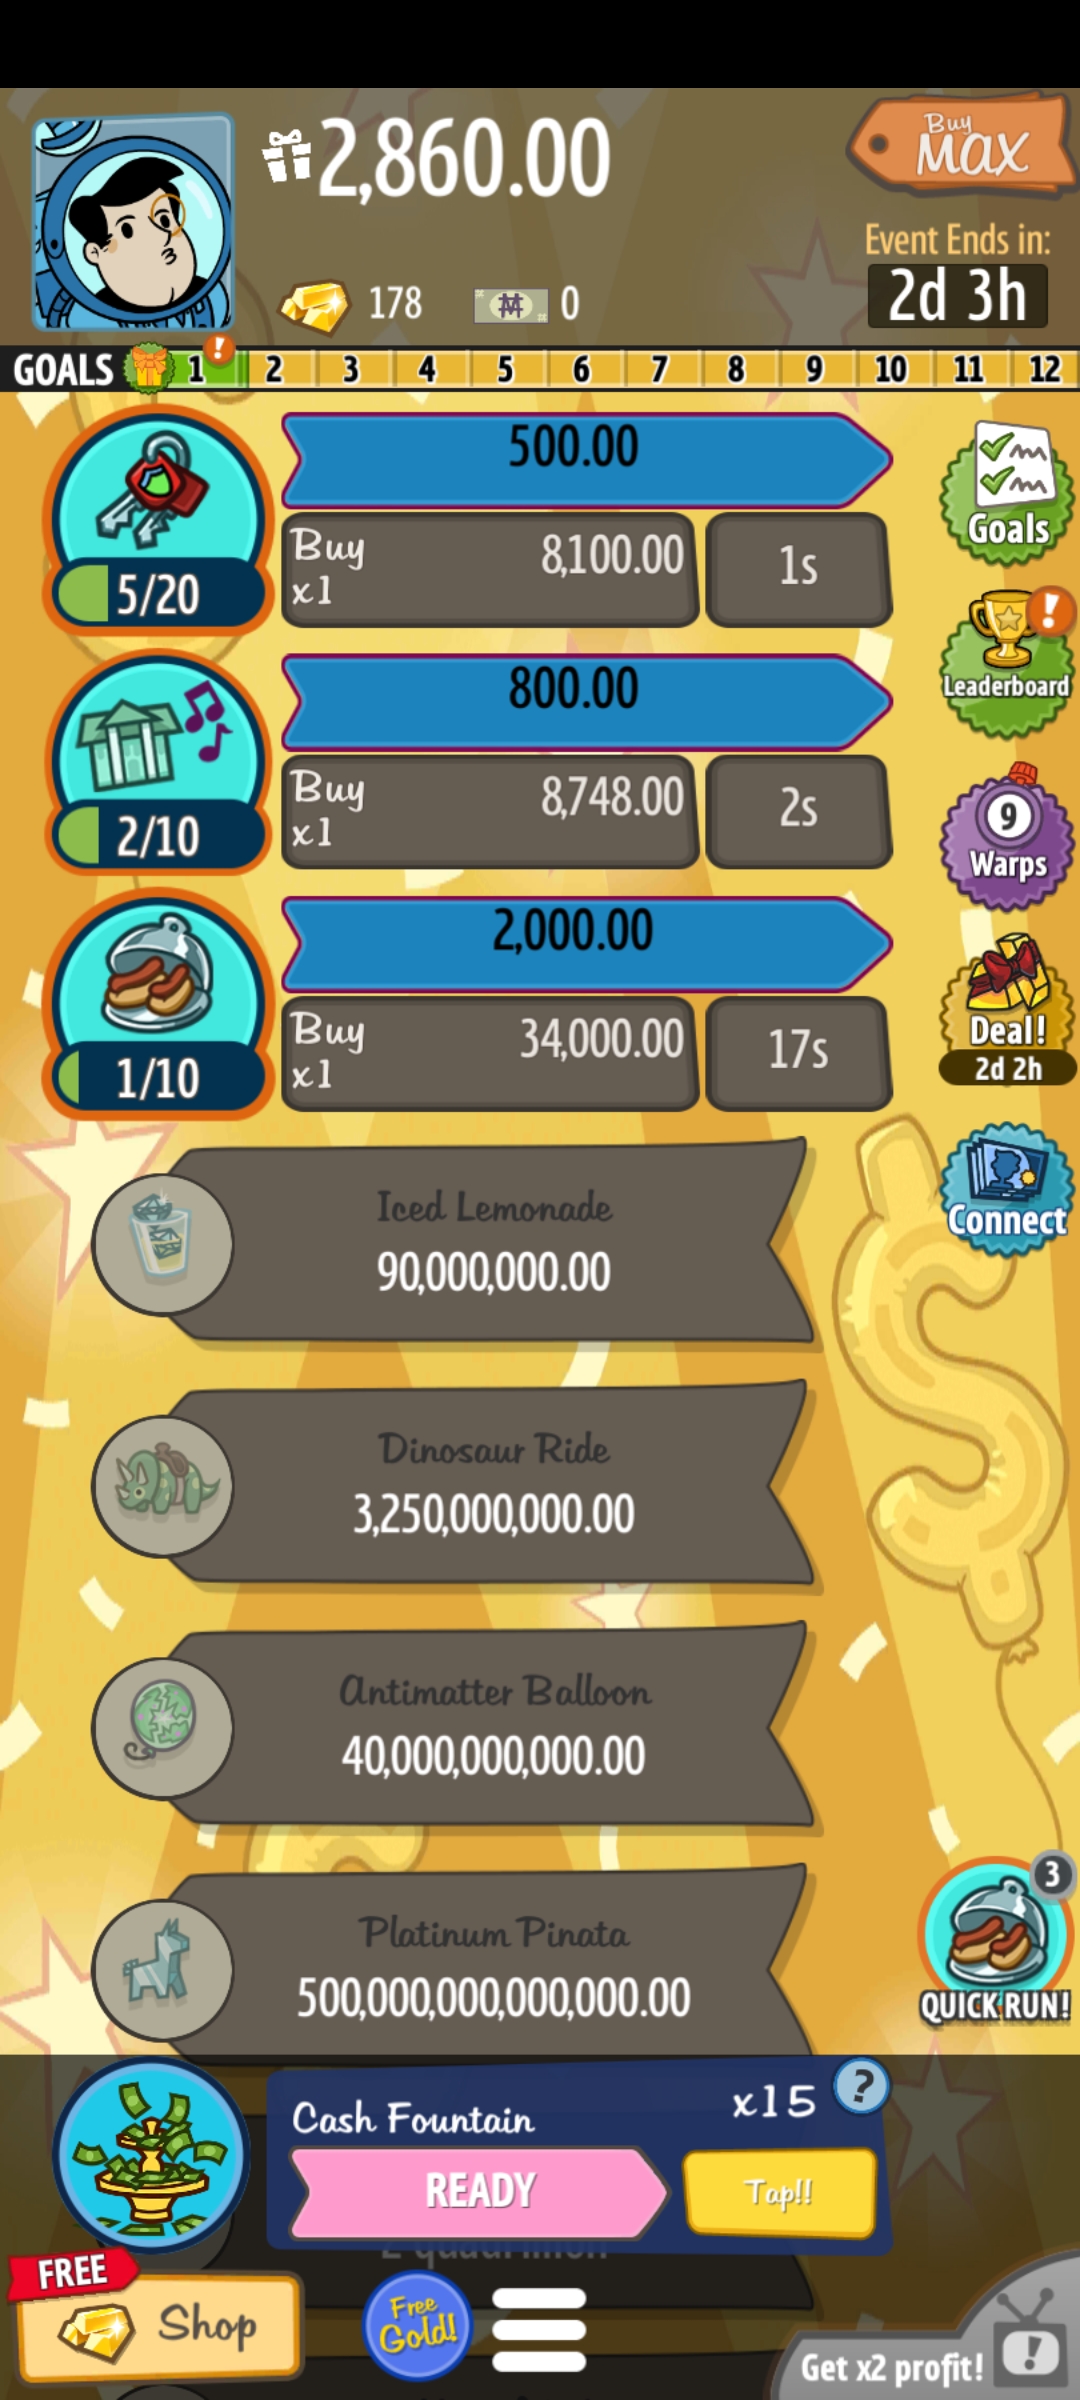 2,860.00
Buy
MAX
178
0
Event Ends in:
2d 3h
GOALS
! 1 2 3 4 5 6 7 8 9 10 11 12
500.00
Buy
x1
8,100.00
1s
5/20
Goals
800.00
Buy
x1
8,748.00
2s
2/10
!
Leaderboard
9
Warps
2,000.00
Buy
x1
34,000.00
17s
1/10
Deal!
2d 2h
Connect
Iced Lemonade
90,000,000.00
Dinosaur Ride
3,250,000,000.00
Antimatter Balloon
40,000,000,000.00
Platinum Pinata
500,000,000,000,000.00
3
QUICK RUN!
Cash Fountain
x15
?
READY
Tap!!
FREE
Shop
Free
Gold!
Get x2 profit!
!